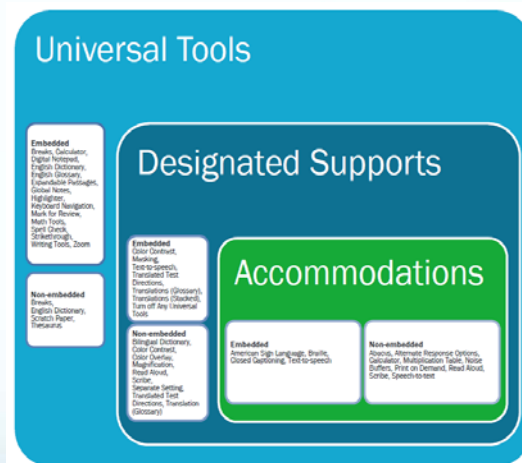 Universal Tools
Embedded
Breaks, Calculator,
Digital Notepad,
English Dictionary,
English Glossary,
Expandable Passages,
Global Notes,
Highlighter,
Keyboard Navigation,
Mark for Review,
Math Tools,
Spell Check,
Strikethrough,
Writing Tools, Zoom
Non-embedded
Breaks,
English Dictionary,
Scratch Paper,
Thesaurus
Designated Supports
Embedded
Color Contrast,
Masking,
Text-to-speech,
Translated Test
Directions,
Translations (Glossary),
Translations (Stacked),
Turn off Any Universal
Tools
Non-embedded
Bilingual Dictionary,
Color Contrast,
Color Overlay,
Magnification,
Read Aloud,
Scribe,
Separate Setting,
Translated Test
Directions, Translation
(Glossary)
Accommodations
Embedded
American Sign Language, Braille,
Closed Captioning, Text-to-speech
Non-embedded
Abacus, Alternate Response Options,
Calculator, Multiplication Table, Noise
Buffers, Print on Demand, Read Aloud,
Scribe, Speech-to-text